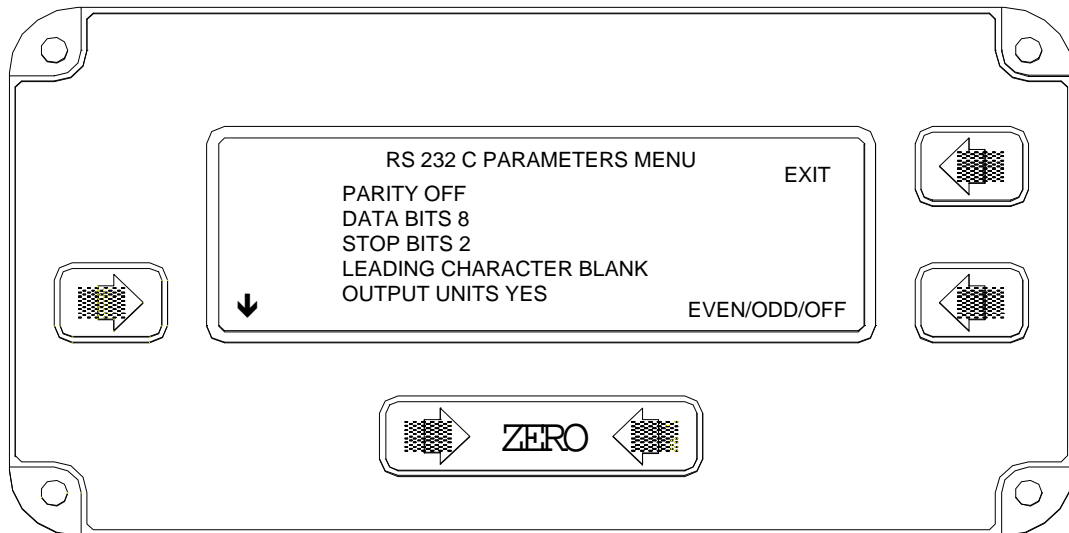 RS 232 C PARAMETERS MENU
EXIT
PARITY OFF
DATA BITS 8
STOP BITS 2
LEADING CHARACTER BLANK
OUTPUT UNITS YES
EVEN/ODD/OFF
ZERO